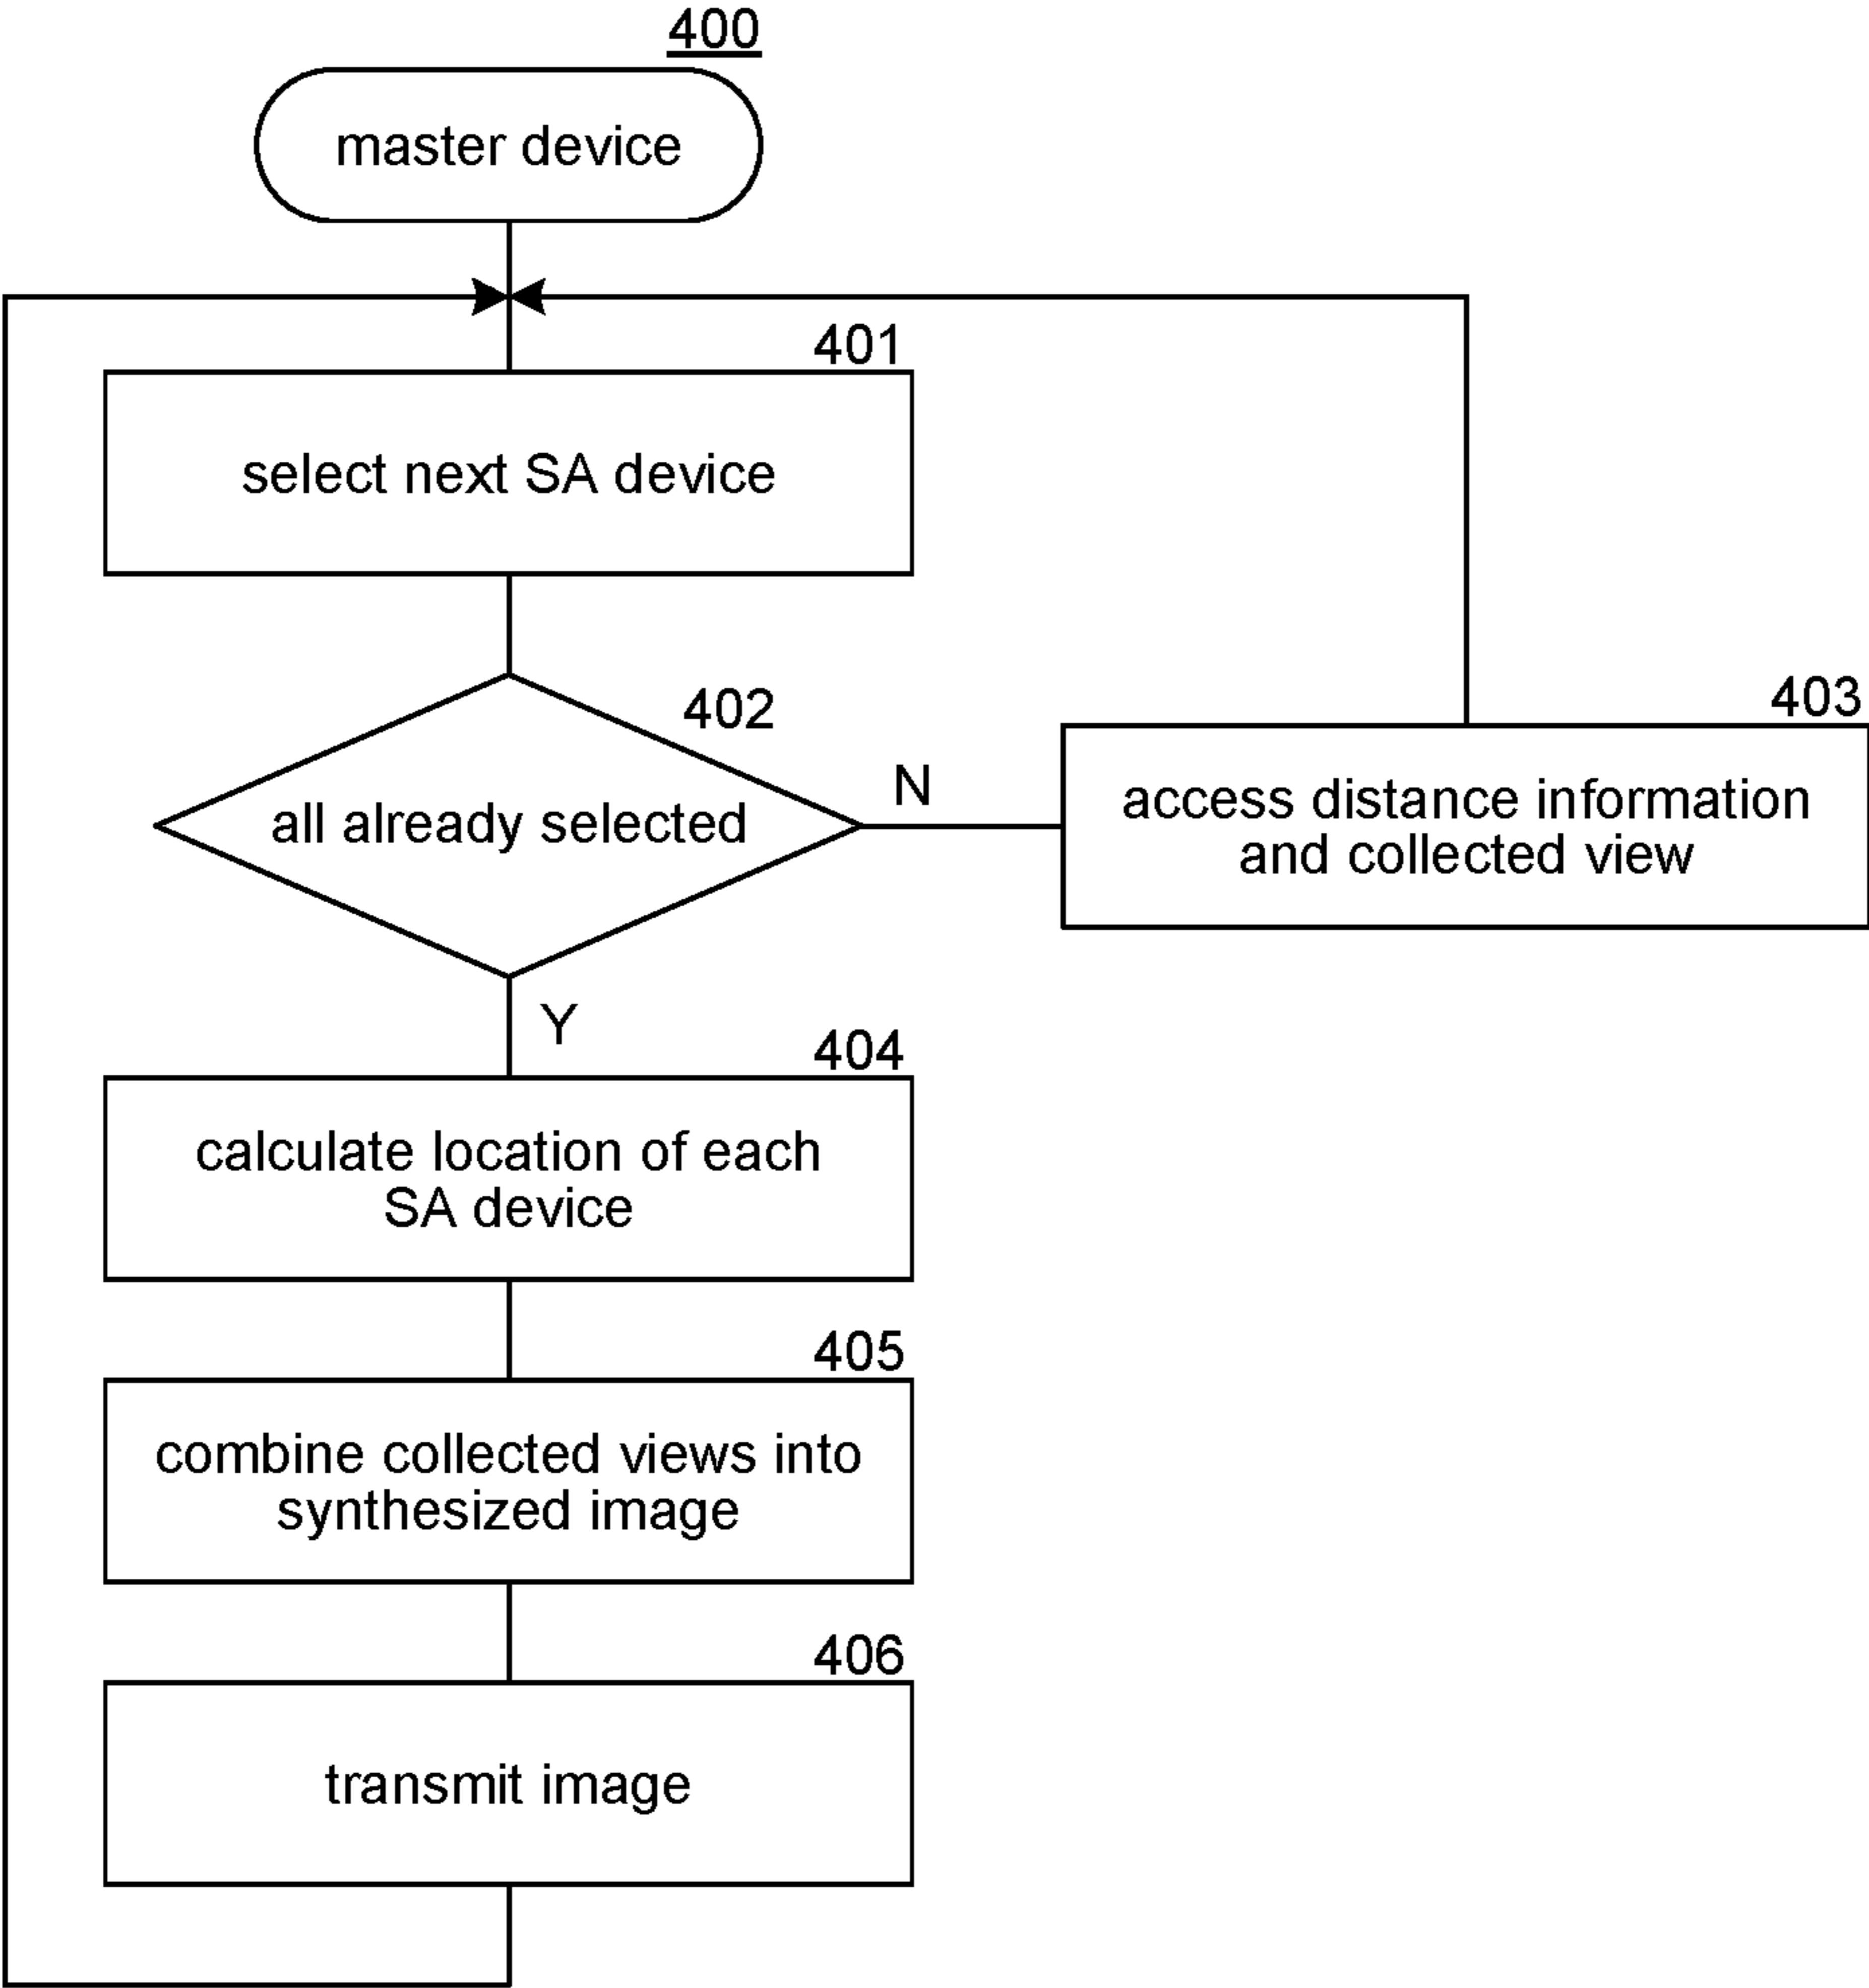 400
master device
401
select next SA device
402
all already selected
N
403
access distance information
and collected view
Y
404
calculate location of each
SA device
405
combine collected views into
synthesized image
406
transmit image